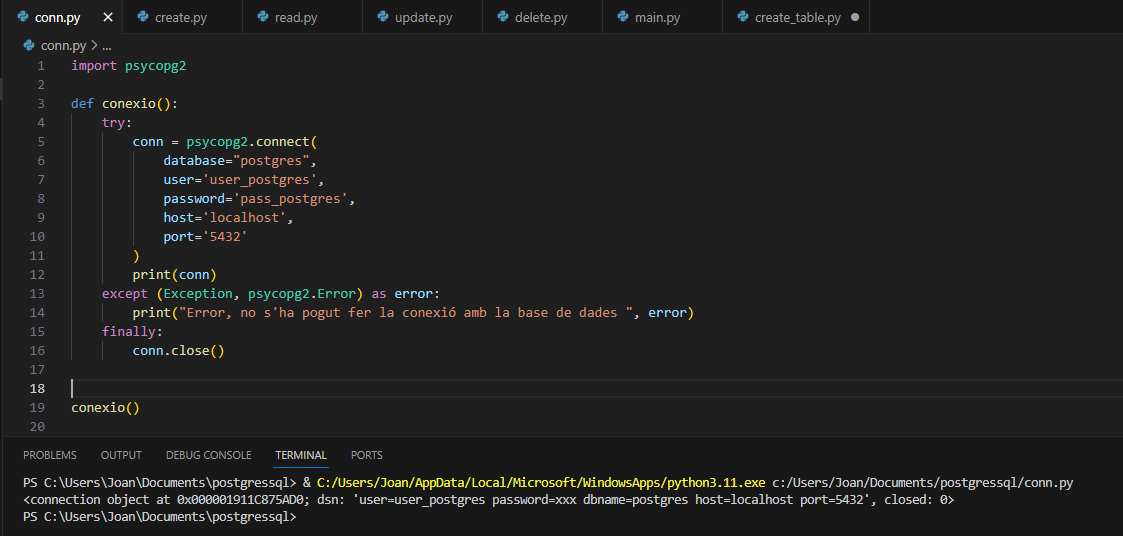 conn.py × create.py read.py update.py delete.py main.py create_table.py ●
conn.py > ...
1 import psycopg2
2
3 def conexio():
4     try:
5         conn = psycopg2.connect(
6             database="postgres",
7             user='user_postgres',
8             password='pass_postgres',
9             host='localhost',
10             port='5432'
11         )
12         print(conn)
13     except (Exception, psycopg2.Error) as error:
14         print("Error, no s'ha pogut fer la conexió amb la base de dades ", error)
15     finally:
16         conn.close()
17
18
19 conexio()
20
PROBLEMS OUTPUT DEBUG CONSOLE TERMINAL PORTS
PS C:\Users\Joan\Documents\postgressql> & C:/Users/Joan/AppData/Local/Microsoft/WindowsApps/python3.11.exe c:/Users/Joan/Documents/postgressql/conn.py
<connection object at 0x000001911C875AD0; dsn: 'user=user_postgres password=xxx dbname=postgres host=localhost port=5432', closed: 0>
PS C:\Users\Joan\Documents\postgressql>